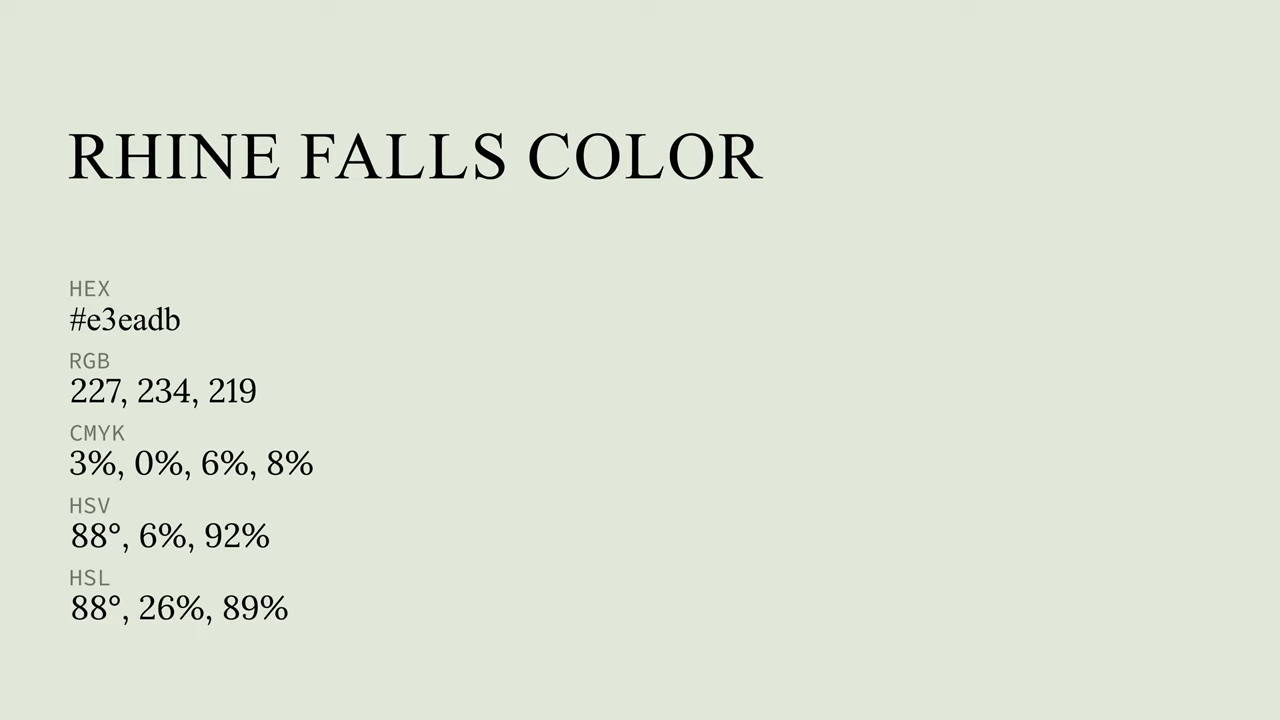 RHINE FALLS COLOR
HEX
#e3eadb
RGB
227, 234, 219
CMYK
3%, 0%, 6%, 8%
HSV
88°, 6%, 92%
HSL
88°, 26%, 89%